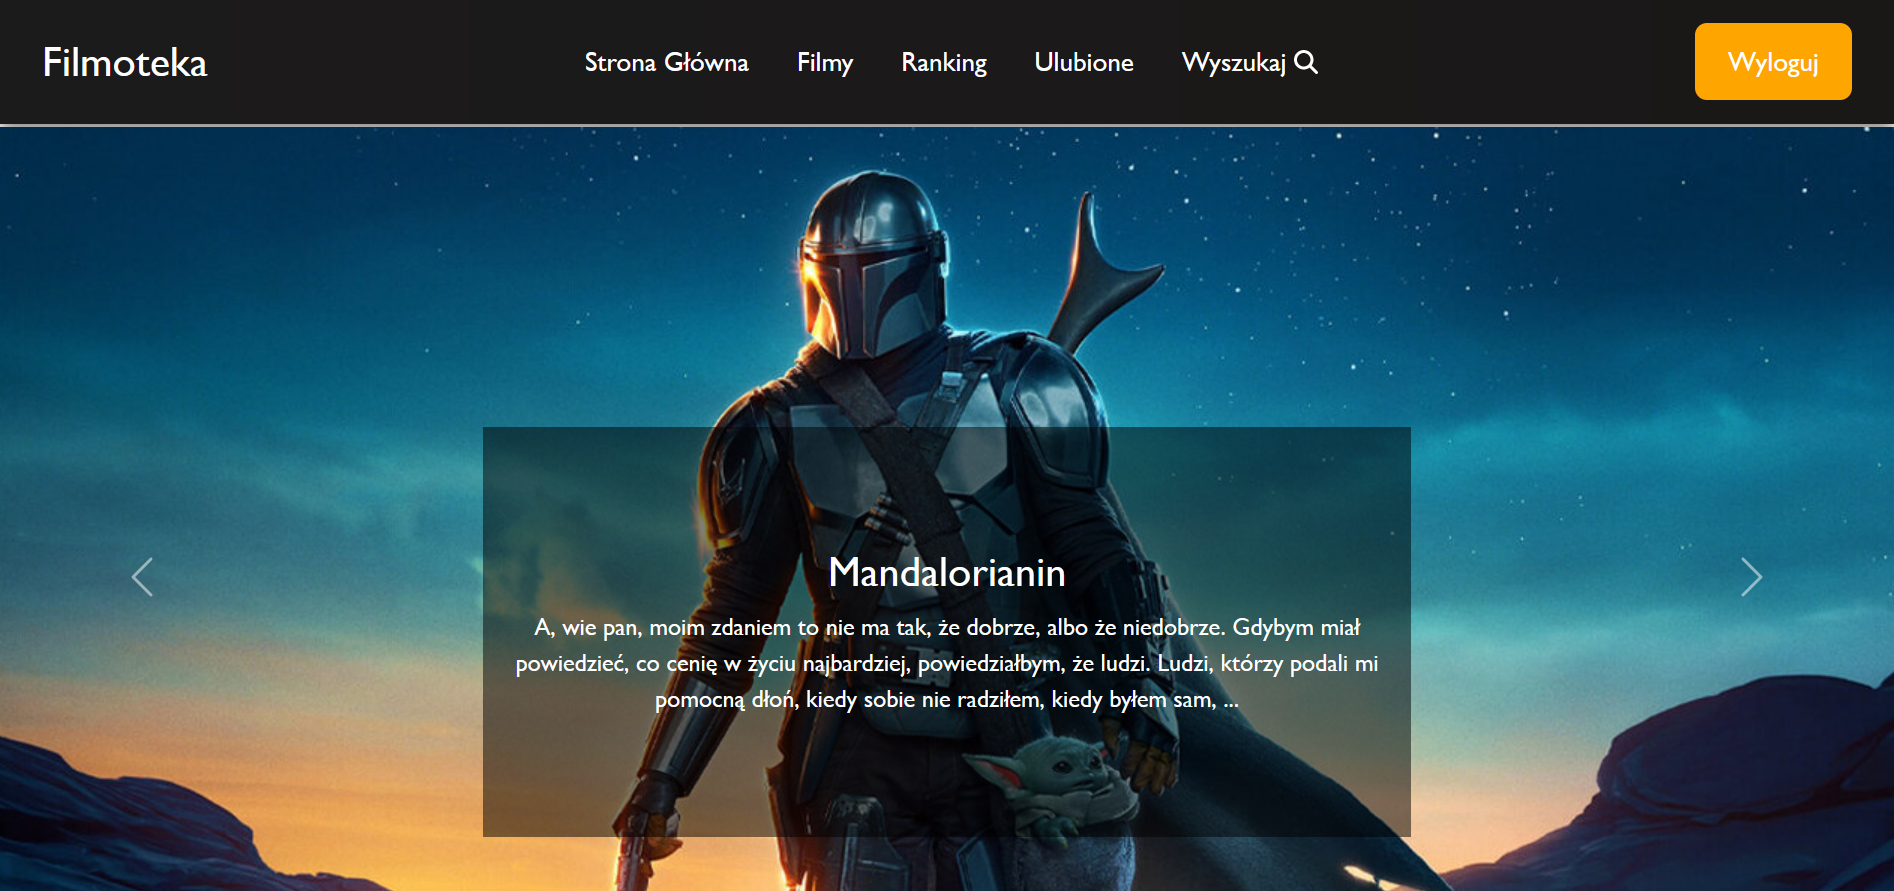 Filmoteka
Strona Główna
Filmy
Ranking
Ulubione
Wyszukaj
Wyloguj
Mandalorianin
A, wie pan, moim zdaniem to nie ma tak, że dobrze, albo że niedobrze. Gdybym miał
powiedzieć, co cenię w życiu najbardziej, powiedziałbym, że ludzi. Ludzi, którzy podali mi
pomocną dłoń, kiedy sobie nie radziłem, kiedy byłem sam, ...